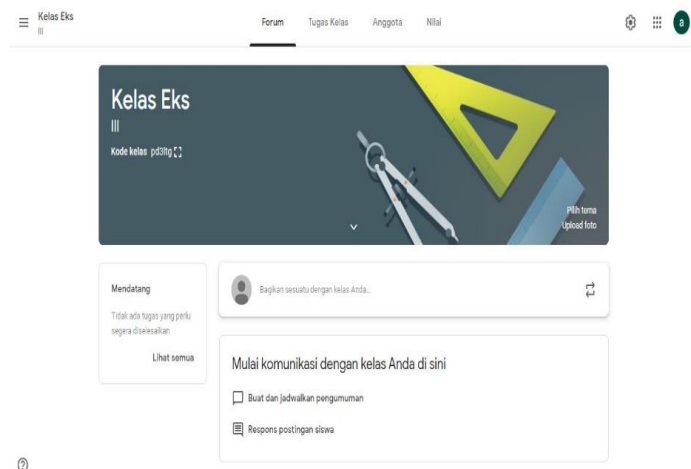 Kelas Eks
III
Forum Tugas Kelas Anggota Nilai
a
Kelas Eks
III
Kode kelas pd3ltg
Pilih tema
Upload foto
Mendatang
Tidak ada tugas yang perlu
segera diselesaikan
Lihat semua
Bagikan sesuatu dengan kelas Anda...
Mulai komunikasi dengan kelas Anda di sini
Buat dan jadwalkan pengumuman
Respons postingan siswa